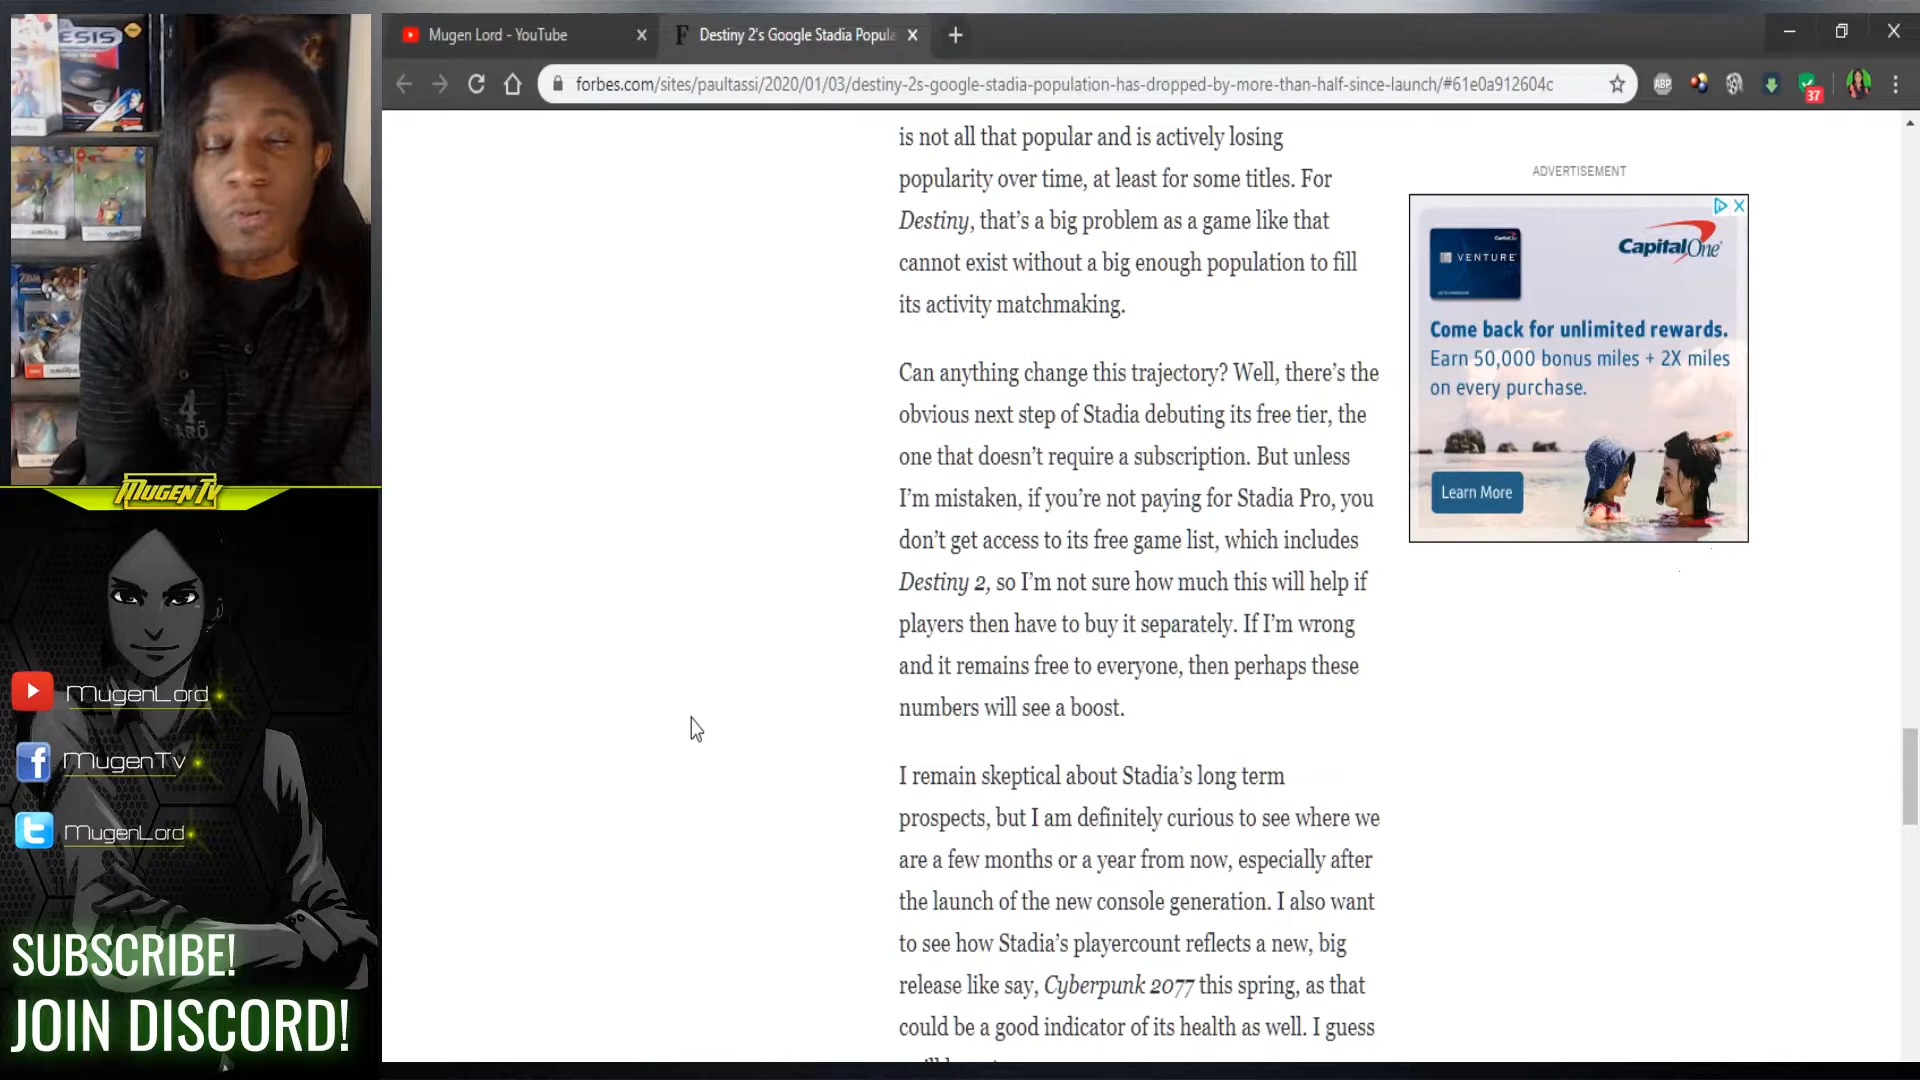 Mugen Lord - YouTube
Destiny 2's Google Stadia Popula
forbes.com/sites/paultassi/2020/01/03/destiny-2s-google-stadia-population-has-dropped-by-more-than-half-since-launch/#61e0a912604c
ABP
37
is not all that popular and is actively losing
popularity over time, at least for some titles. For
Destiny, that's a big problem as a game like that
cannot exist without a big enough population to fill
its activity matchmaking.
Can anything change this trajectory? Well, there's the
obvious next step of Stadia debuting its free tier, the
one that doesn't require a subscription. But unless
I'm mistaken, if you're not paying for Stadia Pro, you
don't get access to its free game list, which includes
Destiny 2, so I'm not sure how much this will help if
players then have to buy it separately. If I'm wrong
and it remains free to everyone, then perhaps these
numbers will see a boost.
I remain skeptical about Stadia's long term
prospects, but I am definitely curious to see where we
are a few months or a year from now, especially after
the launch of the new console generation. I also want
to see how Stadia's playercount reflects a new, big
release like say, Cyberpunk 2077 this spring, as that
could be a good indicator of its health as well. I guess
ADVERTISEMENT
CapitalOne
VENTURE
Come back for unlimited rewards.
Earn 50,000 bonus miles + 2X miles
on every purchase.
Learn More
MUGENTV
MugenLord
MugenTv
MugenLord
SUBSCRIBE!
JOIN DISCORD!